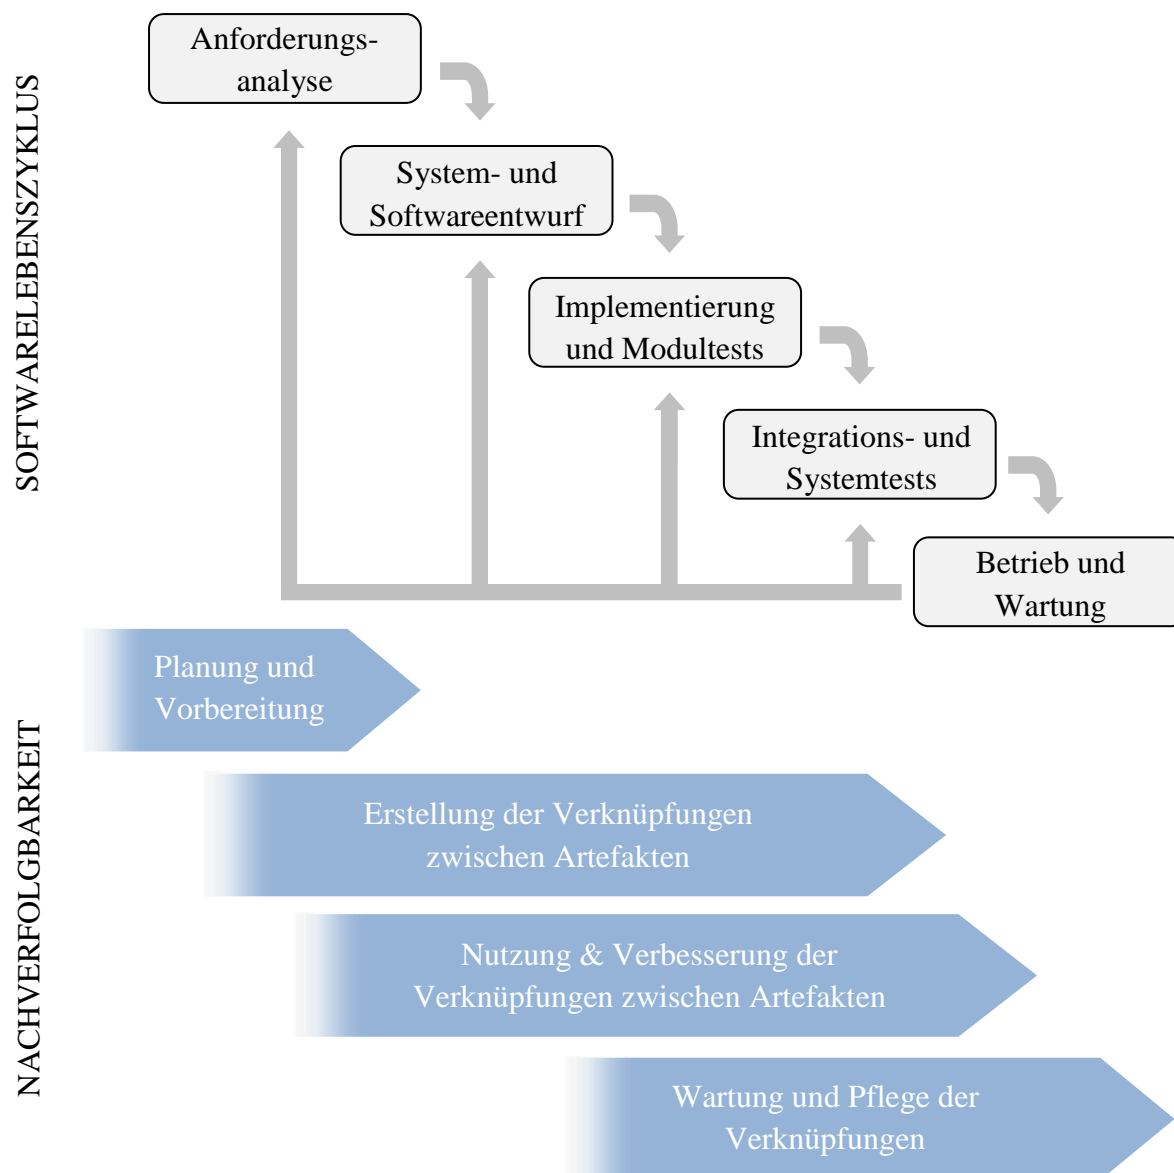 SOFTWARELEBENSZYKLUS
Anforderungs-
analyse
System- und
Softwareentwurf
Implementierung
und Modultests
Integrations- und
Systemtests
Betrieb und
Wartung
NACHVERFOLGBARKEIT
Planung und
Vorbereitung
Erstellung der Verknüpfungen
zwischen Artefakten
Nutzung & Verbesserung der
Verknüpfungen zwischen Artefakten
Wartung und Pflege der
Verknüpfungen